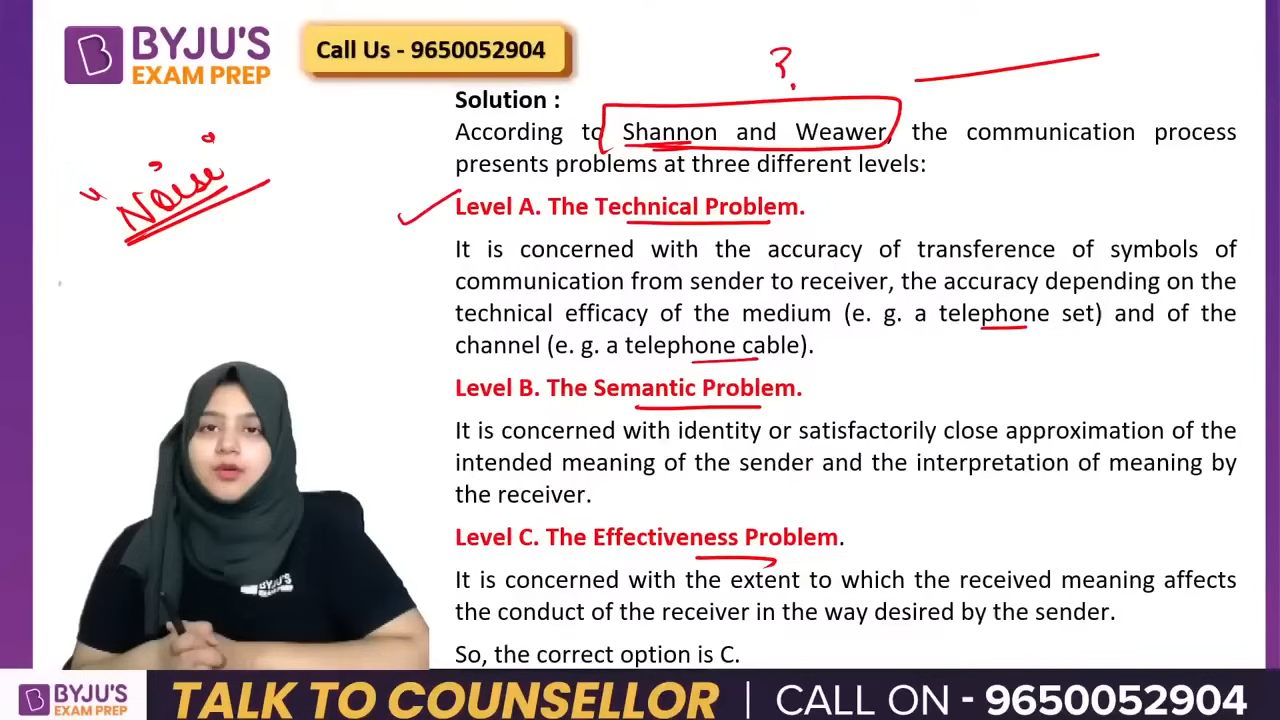 BYJU'S
EXAM PREP
Call Us - 9650052904
?
"Noise"
Solution :
According to Shannon and Weawer, the communication process
presents problems at three different levels:
Level A. The Technical Problem.
It is concerned with the accuracy of transference of symbols of
communication from sender to receiver, the accuracy depending on the
technical efficacy of the medium (e. g. a telephone set) and of the
channel (e. g. a telephone cable).
Level B. The Semantic Problem.
It is concerned with identity or satisfactorily close approximation of the
intended meaning of the sender and the interpretation of meaning by
the receiver.
Level C. The Effectiveness Problem.
It is concerned with the extent to which the received meaning affects
the conduct of the receiver in the way desired by the sender.
So, the correct option is C.
BYJU'S
EXAM PREP
BYJU'S
EXAM PREP
TALK TO COUNSELLOR | CALL ON - 9650052904